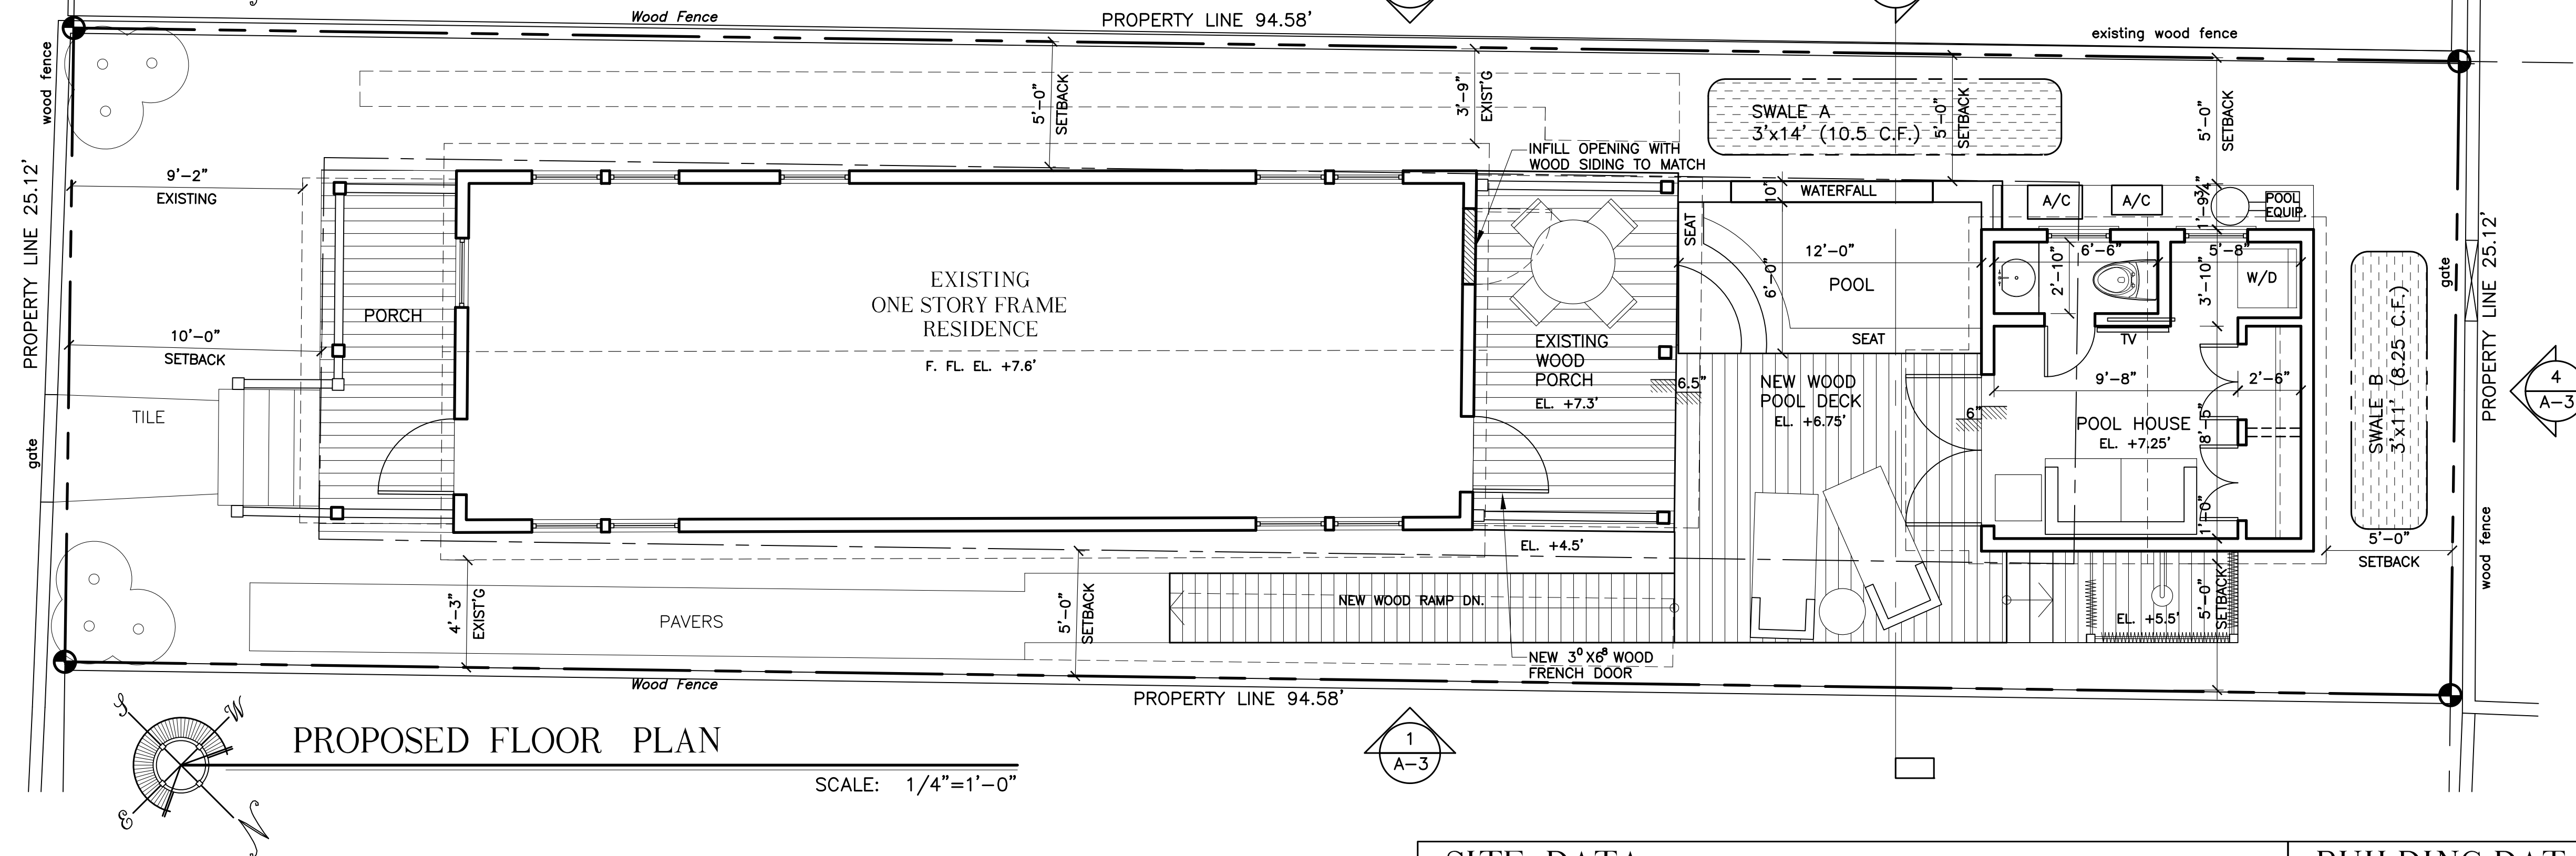 Wood Fence
PROPERTY LINE 94.58'
existing wood fence
wood fence
PROPERTY LINE 25.12'
gate
9'-2"
EXISTING
10'-0"
SETBACK
TILE
PORCH
5'-0"
SETBACK
3'-9"
EXIST'G
EXISTING
ONE STORY FRAME
RESIDENCE
F. FL. EL. +7.6'
INFILL OPENING WITH
WOOD SIDING TO MATCH
SWALE A
3'x14' (10.5 C.F.)
5'-0"
SETBACK
5'-0"
SETBACK
10"
WATERFALL
SEAT
12'-0"
6'-0"
POOL
SEAT
EXISTING
WOOD
PORCH
EL. +7.3'
6.5"
NEW WOOD
POOL DECK
EL. +6.75'
6"
A/C
A/C
1'-9¾"
POOL
EQUIP.
6'-6"
5'-8"
2'-10"
3'-10"
W/D
TV
9'-8"
2'-6"
POOL HOUSE
EL. +7.25'
8'-5"
1'-0"
SWALE B
3'x11' (8.25 C.F.)
gate
PROPERTY LINE 25.12'
wood fence
5'-0"
SETBACK
4
A-3
EL. +4.5'
NEW WOOD RAMP DN.
EL. +5.5'
5'-0"
SETBACK
4'-3"
EXIST'G
PAVERS
5'-0"
SETBACK
NEW 3⁰X6⁸ WOOD
FRENCH DOOR
Wood Fence
PROPERTY LINE 94.58'
S
W
E
N
PROPOSED FLOOR PLAN
SCALE: 1/4"=1'-0"
1
A-3
SITE DATA
BUILDING DAT